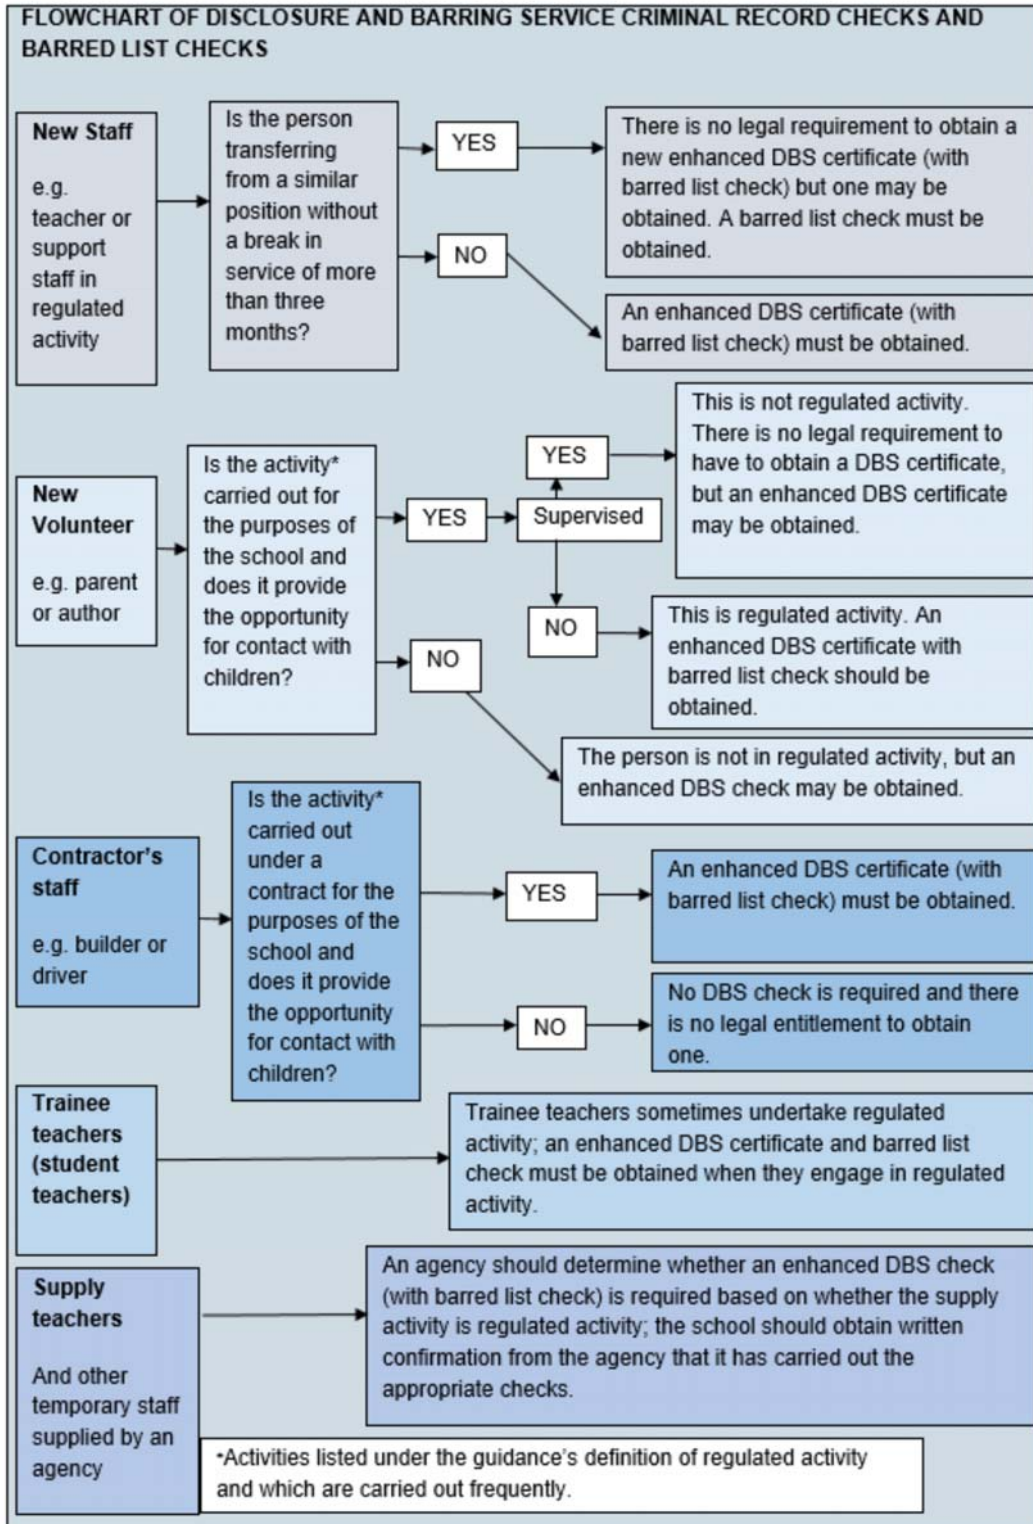 FLOWCHART OF DISCLOSURE AND BARRING SERVICE CRIMINAL RECORD CHECKS AND
BARRED LIST CHECKS
New Staff
e.g.
teacher or
support
staff in
regulated
activity
Is the person
transferring
from a similar
position without
a break in
service of more
than three
months?
YES
NO
There is no legal requirement to obtain a
new enhanced DBS certificate (with
barred list check) but one may be
obtained. A barred list check must be
obtained.
An enhanced DBS certificate (with
barred list check) must be obtained.
New
Volunteer
e.g. parent
or author
Is the activity*
carried out for
the purposes of
the school and
does it provide
the opportunity
for contact with
children?
YES
NO
Supervised
YES
NO
This is not regulated activity.
There is no legal requirement to
have to obtain a DBS certificate,
but an enhanced DBS certificate
may be obtained.
This is regulated activity. An
enhanced DBS certificate with
barred list check should be
obtained.
The person is not in regulated activity, but an
enhanced DBS check may be obtained.
Contractor's
staff
e.g. builder or
driver
Is the activity*
carried out
under a
contract for the
purposes of the
school and
does it provide
the opportunity
for contact with
children?
YES
NO
An enhanced DBS certificate (with
barred list check) must be obtained.
No DBS check is required and there
is no legal entitlement to obtain
one.
Trainee
teachers
(student
teachers)
Trainee teachers sometimes undertake regulated
activity; an enhanced DBS certificate and barred list
check must be obtained when they engage in regulated
activity.
Supply
teachers
And other
temporary staff
supplied by an
agency
An agency should determine whether an enhanced DBS check
(with barred list check) is required based on whether the supply
activity is regulated activity; the school should obtain written
confirmation from the agency that it has carried out the
appropriate checks.
*Activities listed under the guidance's definition of regulated activity
and which are carried out frequently.